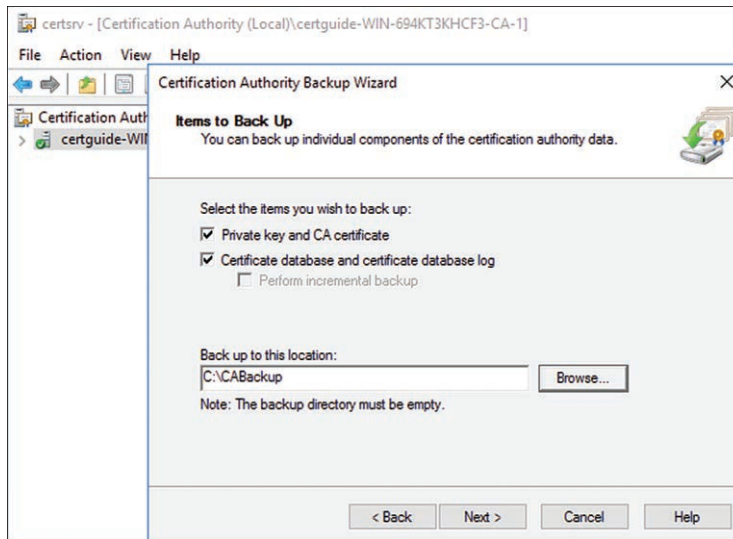 certsrv - [Certification Authority (Local)\certguide-WIN-694KT3KHCF3-CA-1]
File Action View Help
Certification Authority Backup Wizard
Certification Auth
certguide-WI
Items to Back Up
You can back up individual components of the certification authority data.
Select the items you wish to back up:
Private key and CA certificate
Certificate database and certificate database log
Perform incremental backup
Back up to this location:
C:\CABackup
Browse...
Note: The backup directory must be empty.
< Back Next > Cancel Help